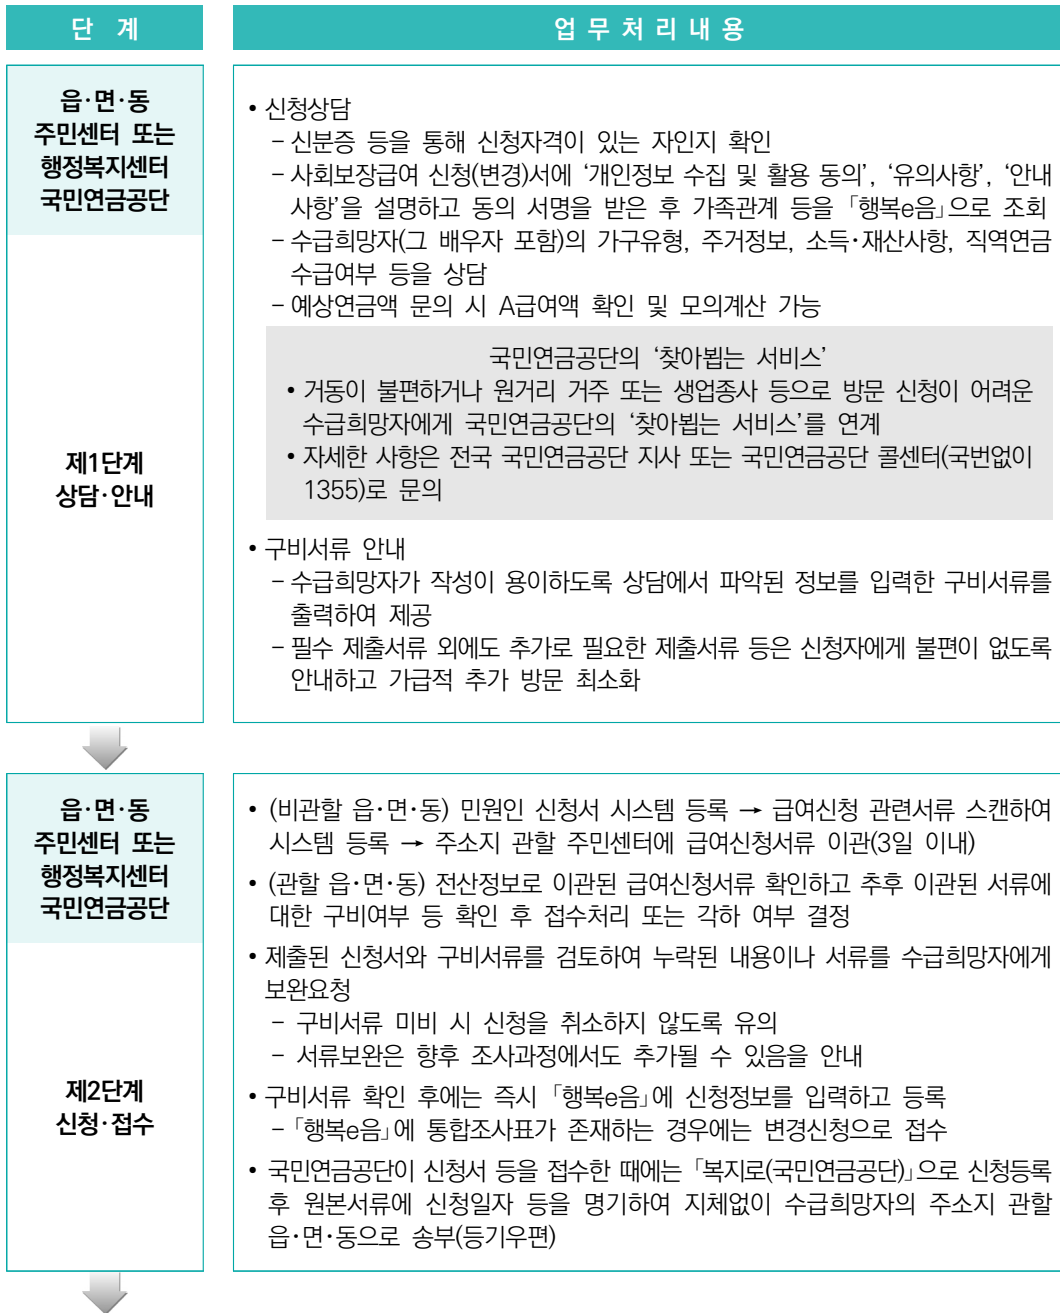 단 계
업 무 처 리 내 용
읍·면·동
주민센터 또는
행정복지센터
국민연금공단
제1단계
상담·안내
• 신청상담
– 신분증 등을 통해 신청자격이 있는 자인지 확인
– 사회보장급여 신청(변경)서에 ‘개인정보 수집 및 활용 동의’, ‘유의사항’, ‘안내
사항’을 설명하고 동의 서명을 받은 후 가족관계 등을 「행복e음」으로 조회
– 수급희망자(그 배우자 포함)의 가구유형, 주거정보, 소득·재산사항, 직역연금
수급여부 등을 상담
– 예상연금액 문의 시 A급여액 확인 및 모의계산 가능
국민연금공단의 ‘찾아뵙는 서비스’
• 거동이 불편하거나 원거리 거주 또는 생업종사 등으로 방문 신청이 어려운
수급희망자에게 국민연금공단의 ‘찾아뵙는 서비스’를 연계
• 자세한 사항은 전국 국민연금공단 지사 또는 국민연금공단 콜센터(국번없이
1355)로 문의
• 구비서류 안내
– 수급희망자가 작성이 용이하도록 상담에서 파악된 정보를 입력한 구비서류를
출력하여 제공
– 필수 제출서류 외에도 추가로 필요한 제출서류 등은 신청자에게 불편이 없도록
안내하고 가급적 추가 방문 최소화
읍·면·동
주민센터 또는
행정복지센터
국민연금공단
제2단계
신청·접수
• (비관할 읍·면·동) 민원인 신청서 시스템 등록 → 급여신청 관련서류 스캔하여
시스템 등록 → 주소지 관할 주민센터에 급여신청서류 이관(3일 이내)
• (관할 읍·면·동) 전산정보로 이관된 급여신청서류 확인하고 추후 이관된 서류에
대한 구비여부 등 확인 후 접수처리 또는 각하 여부 결정
• 제출된 신청서와 구비서류를 검토하여 누락된 내용이나 서류를 수급희망자에게
보완요청
– 구비서류 미비 시 신청을 취소하지 않도록 유의
– 서류보완은 향후 조사과정에서도 추가될 수 있음을 안내
• 구비서류 확인 후에는 즉시 「행복e음」에 신청정보를 입력하고 등록
– 「행복e음」에 통합조사표가 존재하는 경우에는 변경신청으로 접수
• 국민연금공단이 신청서 등을 접수한 때에는 「복지로(국민연금공단)」으로 신청등록
후 원본서류에 신청일자 등을 명기하여 지체없이 수급희망자의 주소지 관할
읍·면·동으로 송부(등기우편)